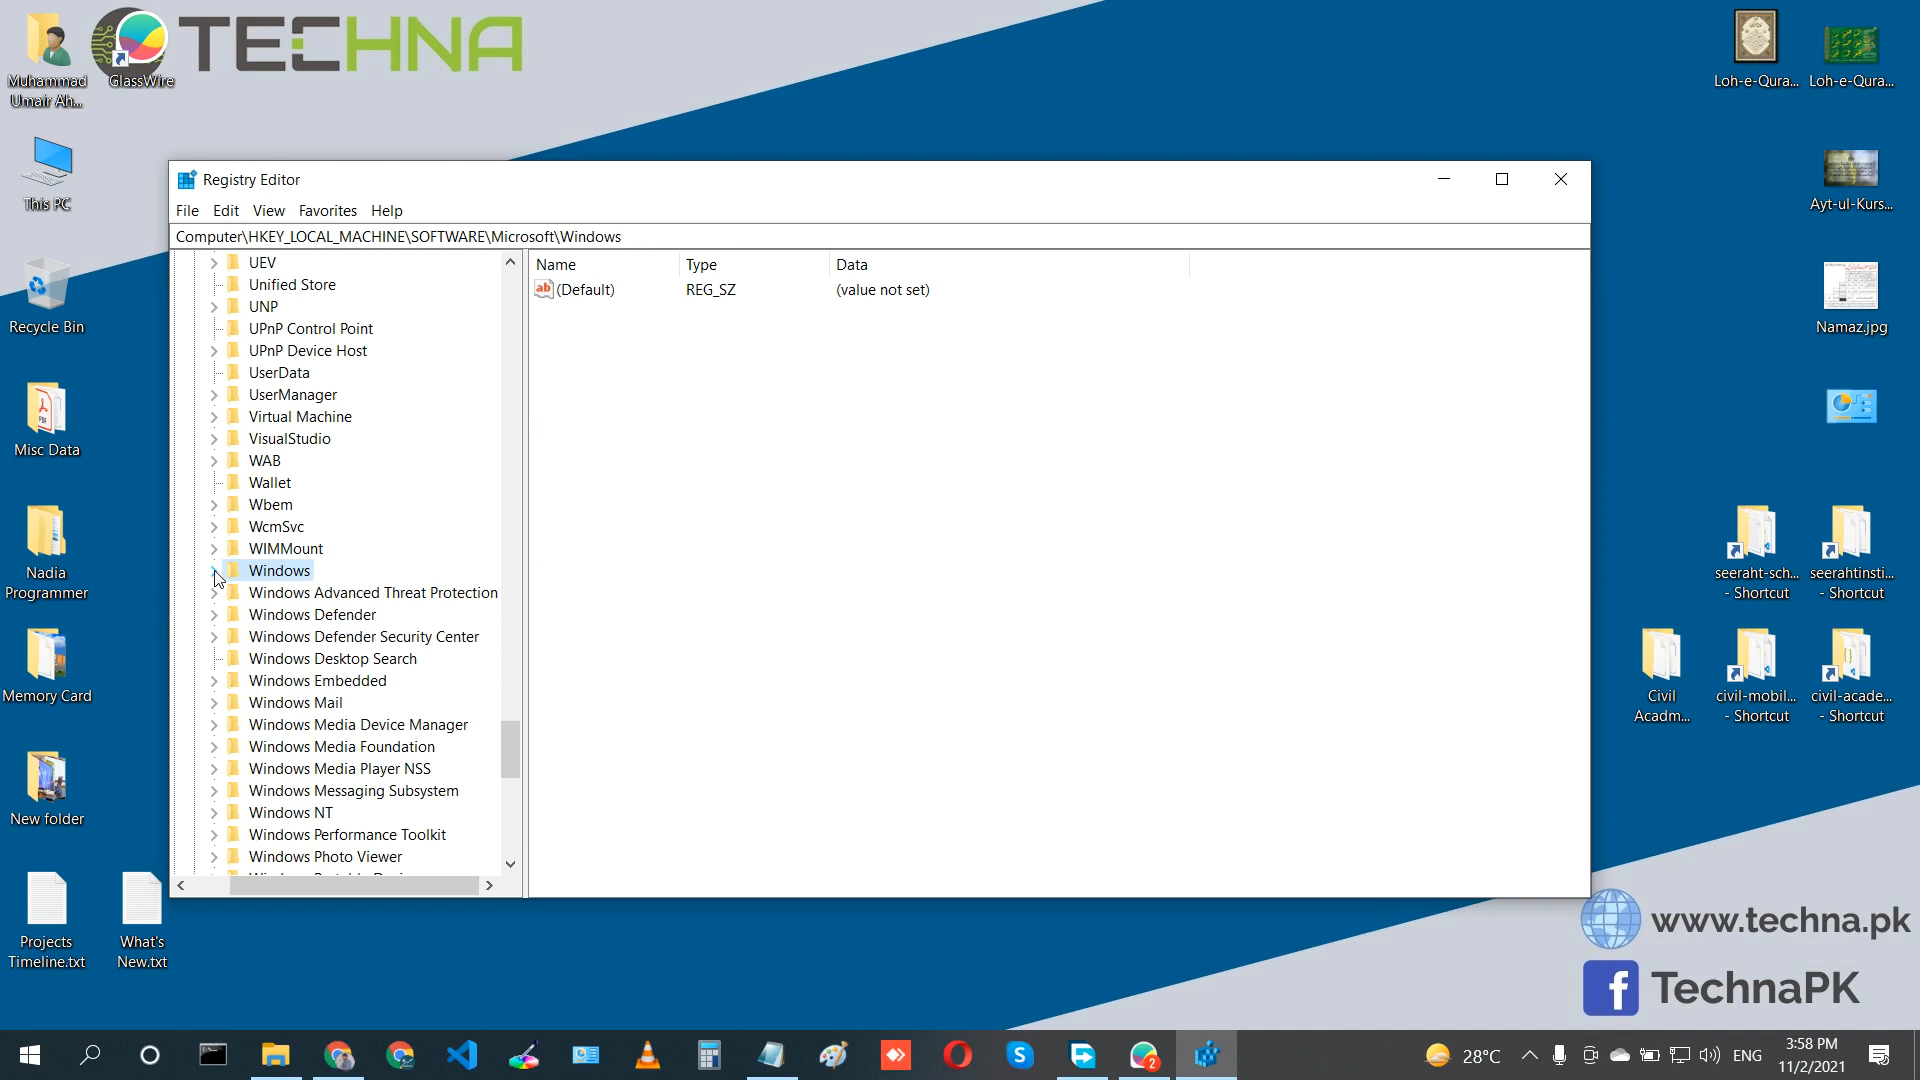 TECHNA
Muhammad
Umair Ah...
GlassWire
This PC
Recycle Bin
Misc Data
Nadia
Programmer
Memory Card
New folder
Projects
Timeline.txt
What's
New.txt
Registry Editor
File Edit View Favorites Help
Computer\HKEY_LOCAL_MACHINE\SOFTWARE\Microsoft\Windows
UEV
Unified Store
UNP
UPnP Control Point
UPnP Device Host
UserData
UserManager
Virtual Machine
VisualStudio
WAB
Wallet
Wbem
WcmSvc
WIMMount
Windows
Windows Advanced Threat Protection
Windows Defender
Windows Defender Security Center
Windows Desktop Search
Windows Embedded
Windows Mail
Windows Media Device Manager
Windows Media Foundation
Windows Media Player NSS
Windows Messaging Subsystem
Windows NT
Windows Performance Toolkit
Windows Photo Viewer
Name Type Data
ab (Default) REG_SZ (value not set)
Loh-e-Qura...
Loh-e-Qura...
Ayt-ul-Kurs...
Namaz.jpg
seeraht-sch...
- Shortcut
seerahtinsti...
- Shortcut
Civil
Acadm...
civil-mobil...
- Shortcut
civil-acade...
- Shortcut
www.techna.pk
f TechnaPK
2
28°C
ENG
3:58 PM
11/2/2021